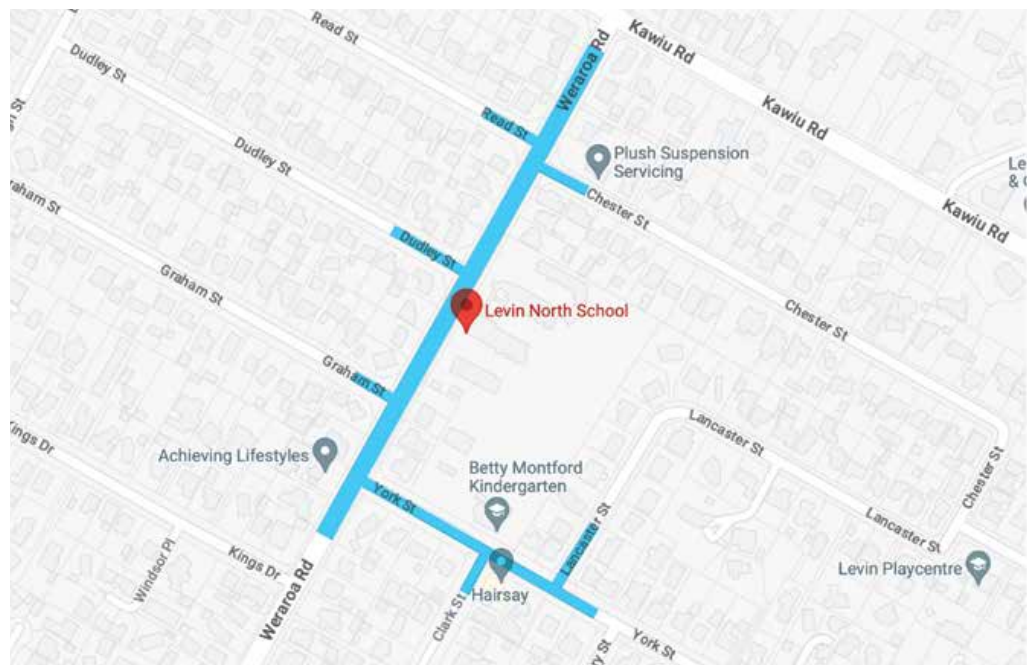 Read St
Kawiu Rd
Weraroa Rd
Dudley St
Kawiu Rd
Read St
Plush Suspension
Servicing
Dudley St
Chester St
Kawiu Rd
Graham St
Dudley St
Levin North School
Chester St
Graham St
Graham St
Lancaster St
Kings Dr
Achieving Lifestyles
Betty Montford
Kindergarten
Chester St
York St
Lancaster St
Lancaster St
Kings Dr
Windsor Pl
Levin Playcentre
Hairsay
Weraroa Rd
Clark St
York St